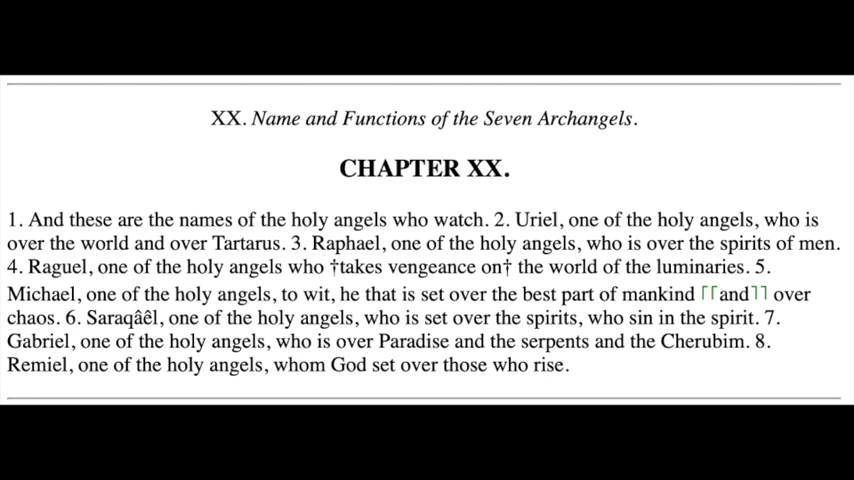 XX. Name and Functions of the Seven Archangels.
CHAPTER XX.
1. And these are the names of the holy angels who watch. 2. Uriel, one of the holy angels, who is
over the world and over Tartarus. 3. Raphael, one of the holy angels, who is over the spirits of men.
4. Raguel, one of the holy angels who †takes vengeance on† the world of the luminaries. 5.
Michael, one of the holy angels, to wit, he that is set over the best part of mankind ⌈⌈and⌉⌉ over
chaos. 6. Saraqâêl, one of the holy angels, who is set over the spirits, who sin in the spirit. 7.
Gabriel, one of the holy angels, who is over Paradise and the serpents and the Cherubim. 8.
Remiel, one of the holy angels, whom God set over those who rise.